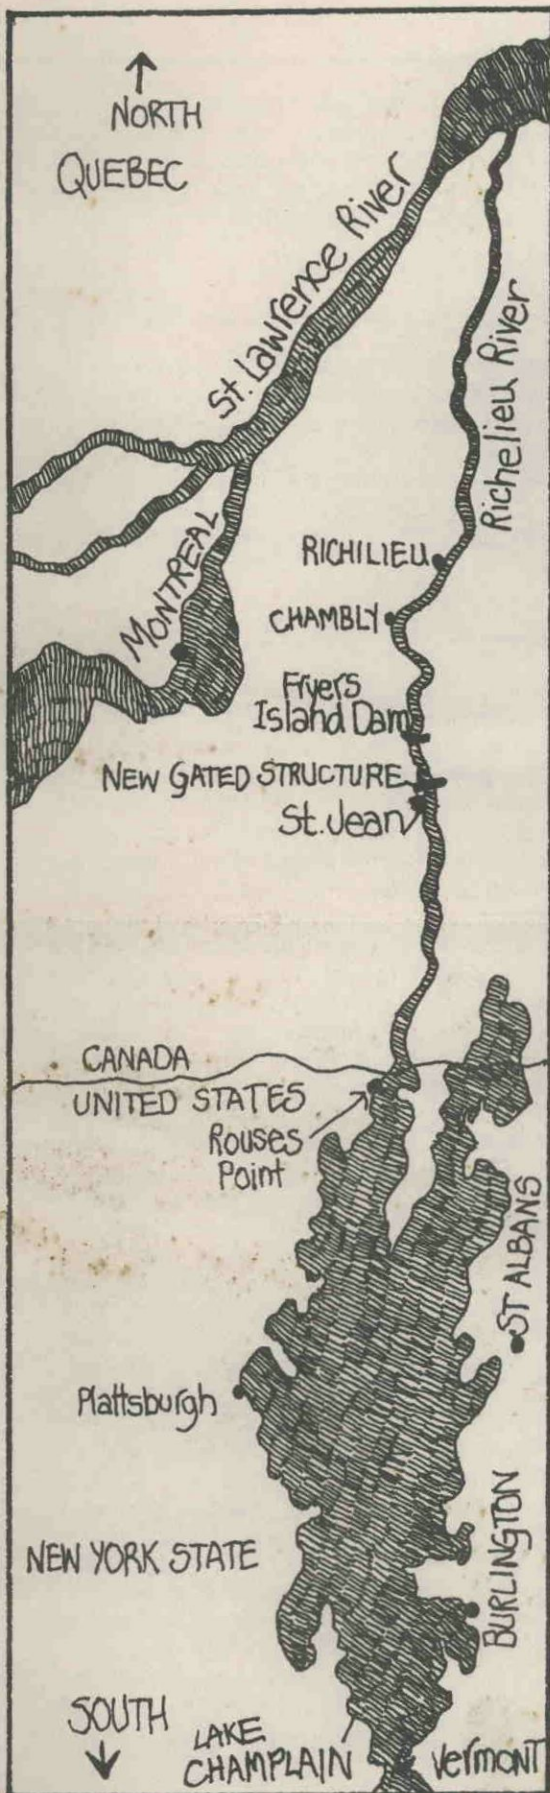 NORTH
QUEBEC
St. Lawrence River
Richelieu River
RICHILIEU
MONTREAL
CHAMBLY
Fryers
Island Dam
NEW GATED STRUCTURE
St. Jean
CANADA
UNITED STATES
Rouses
Point
ST ALBANS
Plattsburgh
BURLINGTON
NEW YORK STATE
SOUTH
LAKE
CHAMPLAIN
VERMONT